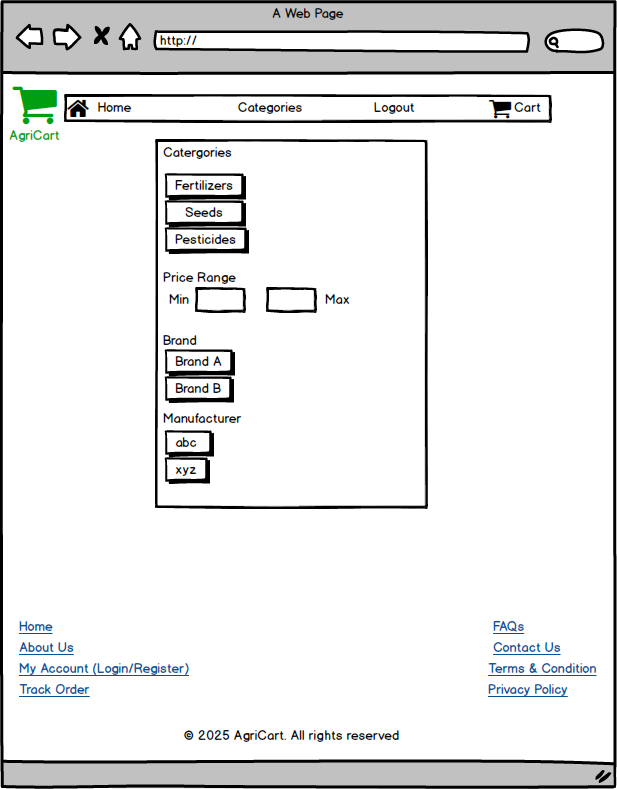 A Web Page
http://
AgriCart
Home Categories Logout Cart
Catergories
Fertilizers
Seeds
Pesticides
Price Range
Min Max
Brand
Brand A
Brand B
Manufacturer
abc
xyz
Home
About Us
My Account (Login/Register)
Track Order
FAQs
Contact Us
Terms & Condition
Privacy Policy
© 2025 AgriCart. All rights reserved